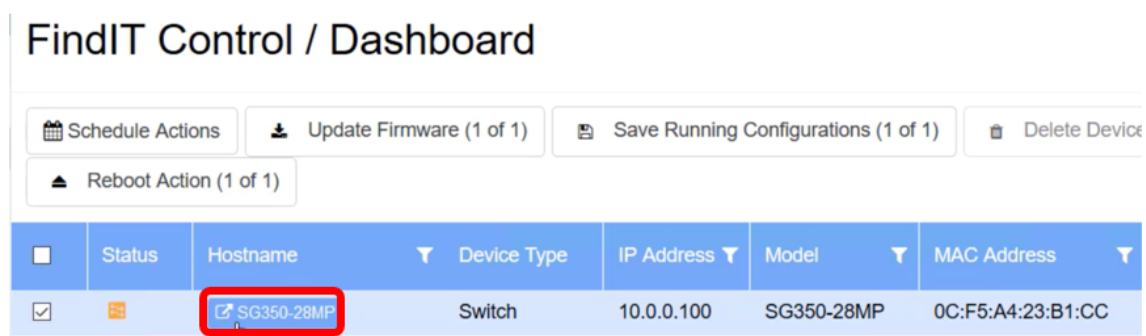 FindIT Control / Dashboard
Schedule Actions Update Firmware (1 of 1) Save Running Configurations (1 of 1) Delete Device
Reboot Action (1 of 1)
Status Hostname Device Type IP Address Model MAC Address
SG350-28MP Switch 10.0.0.100 SG350-28MP 0C:F5:A4:23:B1:CC